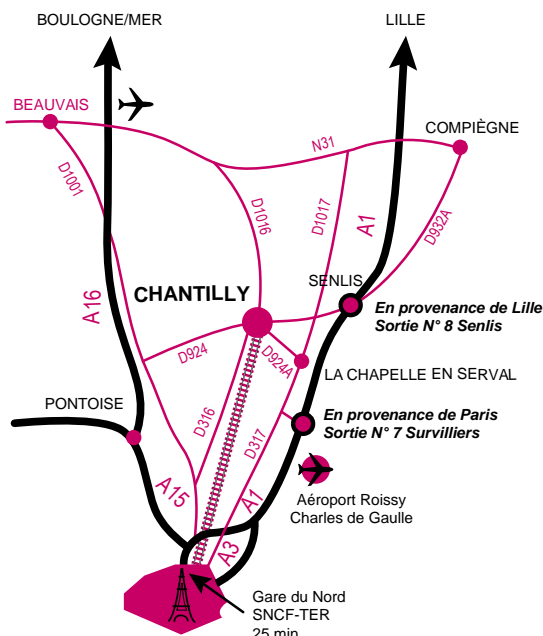 BOULOGNE/MER
LILLE
BEAUVAIS
COMPIÈGNE
N31
D1001
D1016
D1017
A1
D932A
SENLIS
CHANTILLY
A16
En provenance de Lille
Sortie N° 8 Senlis
D924
D924A
LA CHAPELLE EN SERVAL
PONTOISE
D316
En provenance de Paris
Sortie N° 7 Survilliers
D317
A15
A1
Aéroport Roissy
Charles de Gaulle
A3
Gare du Nord
SNCF-TER
25 min